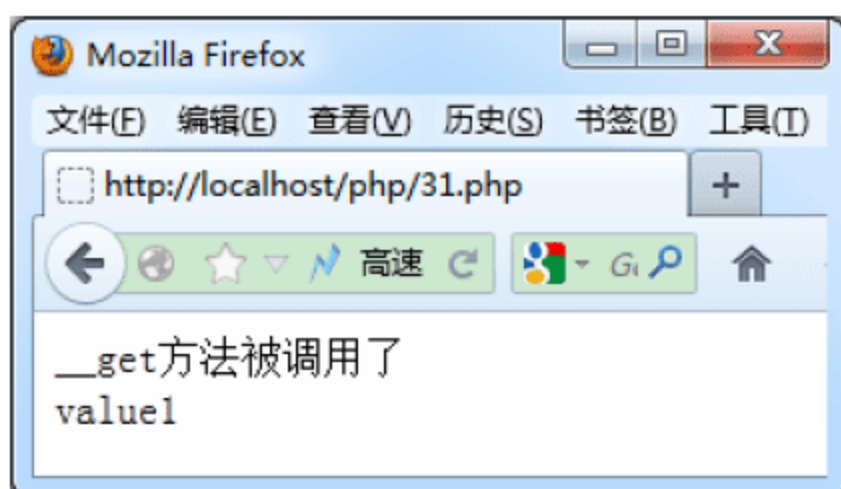 Mozilla Firefox
文件(F) 编辑(E) 查看(V) 历史(S) 书签(B) 工具(T)
http://localhost/php/31.php
高速
__get方法被调用了
value1